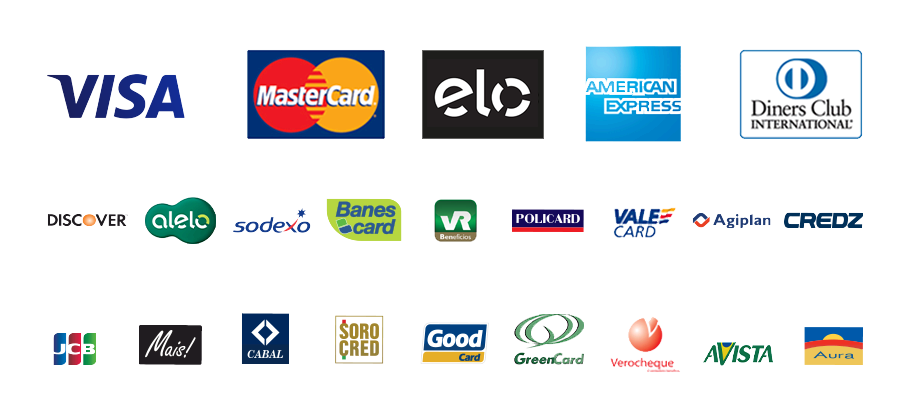 VISA
MasterCard
elo
AMERICAN
EXPRESS
Diners Club
INTERNATIONAL
DISCOVER
alelo
sodexo
Banes
card
VR
Benefícios
POLICARD
VALE
CARD
Agiplan
CREDZ
JCB
Mais!
CABAL
SORO
CRED
Good
Card
GreenCard
Verocheque
AVISTA
Aura